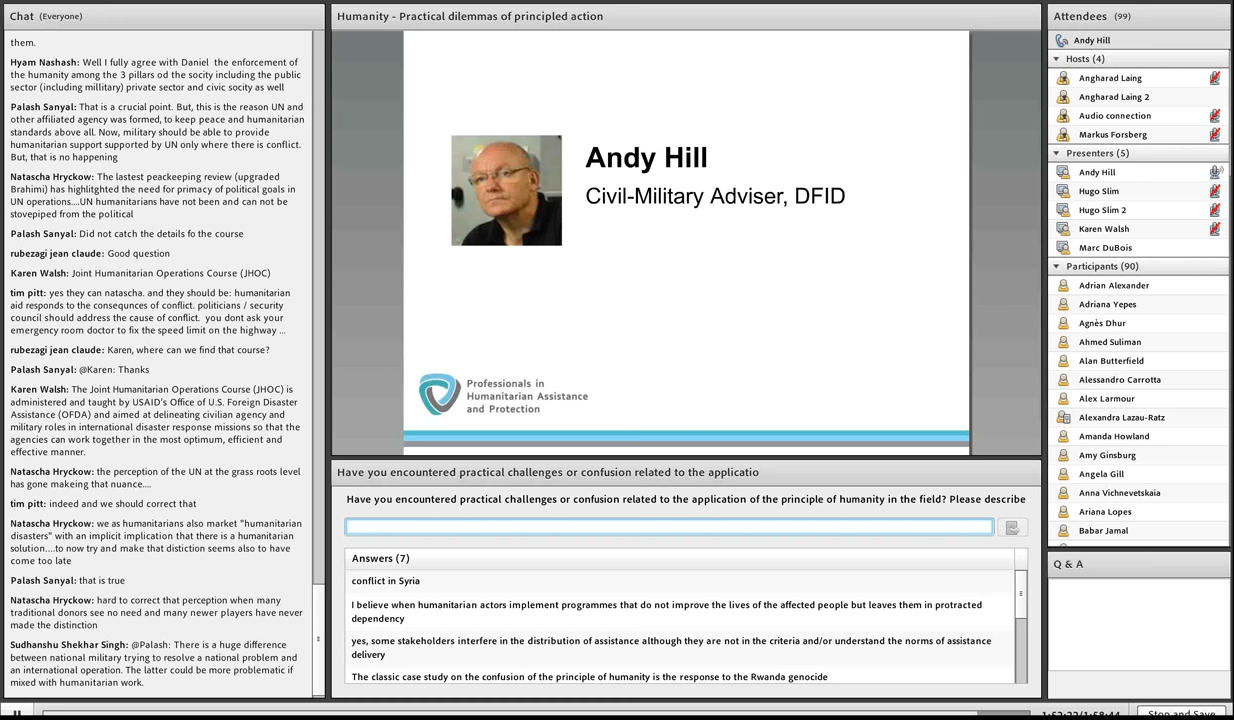 Chat (Everyone)
them.
Hyam Nashash: Well I fully agree with Daniel the enforcement of
the humanity among the 3 pillars od the socity including the public
sector (including millitary) private sector and civic socity as well
Palash Sanyal: That is a crucial point. But, this is the reason UN and
other affiliated agency was formed, to keep peace and humanitarian
standards above all. Now, military should be able to provide
humanitarian support supported by UN only where there is conflict.
But, that is no happening
Natascha Hryckow: The lastest peackeeping review (upgraded
Brahimi) has highlighted the need for primacy of political goals in
UN operations....UN humanitarians have not been and can not be
stovepiped from the political
Palash Sanyal: Did not catch the details fo the course
rubezagi jean claude: Good question
Karen Walsh: Joint Humanitarian Operations Course (JHOC)
tim pitt: yes they can natascha. and they should be: humanitarian
aid responds to the consequnces of conflict. politicians / security
council should address the cause of conflict. you dont ask your
emergency room doctor to fix the speed limit on the highway ...
rubezagi jean claude: Karen, where can we find that course?
Palash Sanyal: @Karen: Thanks
Karen Walsh: The Joint Humanitarian Operations Course (JHOC) is
administered and taught by USAID's Office of U.S. Foreign Disaster
Assistance (OFDA) and aimed at delineating civilian agency and
military roles in international disaster response missions so that the
agencies can work together in the most optimum, efficient and
effective manner.
Natascha Hryckow: the perception of the UN at the grass roots level
has gone makeing that nuance....
tim pitt: indeed and we should correct that
Natascha Hryckow: we as humanitarians also market "humanitarian
disasters" with an implicit implication that there is a humanitarian
solution....to now try and make that distiction seems also to have
come too late
Palash Sanyal: that is true
Natascha Hryckow: hard to correct that perception when many
traditional donors see no need and many newer players have never
made the distinction
Sudhanshu Shekhar Singh: @Palash: There is a huge difference
between national military trying to resolve a national problem and
an international operation. The latter could be more problematic if
mixed with humanitarian work.
Humanity - Practical dilemmas of principled action
Andy Hill
Civil-Military Adviser, DFID
Professionals in
Humanitarian Assistance
and Protection
Have you encountered practical challenges or confusion related to the applicatio
Have you encountered practical challenges or confusion related to the application of the principle of humanity in the field? Please describe
Answers (7)
conflict in Syria
I believe when humanitarian actors implement programmes that do not improve the lives of the affected people but leaves them in protracted
dependency
yes, some stakeholders interfere in the distribution of assistance although they are not in the criteria and/or understand the norms of assistance
delivery
The classic case study on the confusion of the principle of humanity is the response to the Rwanda genocide
Attendees (99)
Andy Hill
Hosts (4)
Angharad Laing
Angharad Laing 2
Audio connection
Markus Forsberg
Presenters (5)
Andy Hill
Hugo Slim
Hugo Slim 2
Karen Walsh
Marc DuBois
Participants (90)
Adrian Alexander
Adriana Yepes
Agnès Dhur
Ahmed Suliman
Alan Butterfield
Alessandro Carrotta
Alex Larmour
Alexandra Lazau-Ratz
Amanda Howland
Amy Ginsburg
Angela Gill
Anna Vichnevetskaia
Ariana Lopes
Babar Jamal
Q & A
1:52:22/1:58:44
Stop and Save